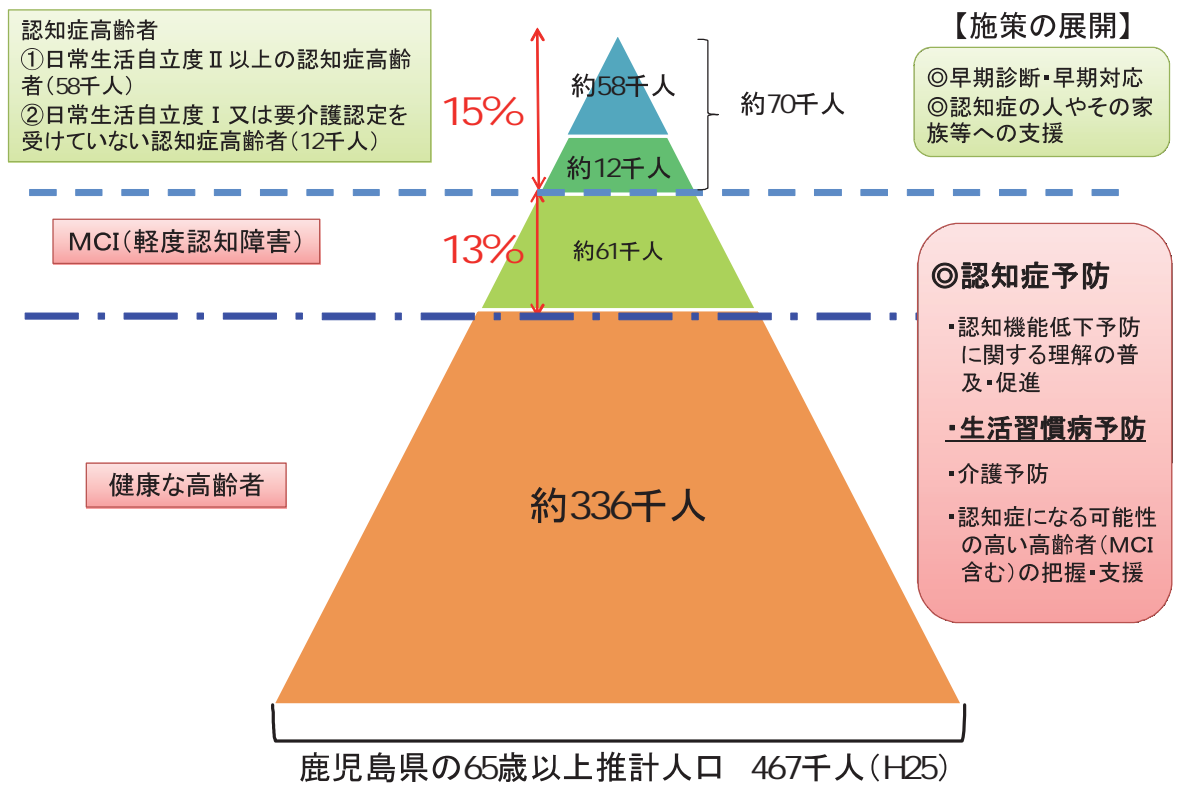 認知症高齢者
①日常生活自立度Ⅱ以上の認知症高齢
者(58千人)
②日常生活自立度Ⅰ又は要介護認定を
受けていない認知症高齢者(12千人)
15%
約58千人
約12千人
約70千人
【施策の展開】
◎早期診断・早期対応
◎認知症の人やその家
族等への支援
MCI(軽度認知障害)
13%
約61千人
◎認知症予防
・認知機能低下予防
に関する理解の普
及・促進
・生活習慣病予防
・介護予防
・認知症になる可能性
の高い高齢者(MCI
含む)の把握・支援
健康な高齢者
約336千人
鹿児島県の65歳以上推計人口 467千人(H25)